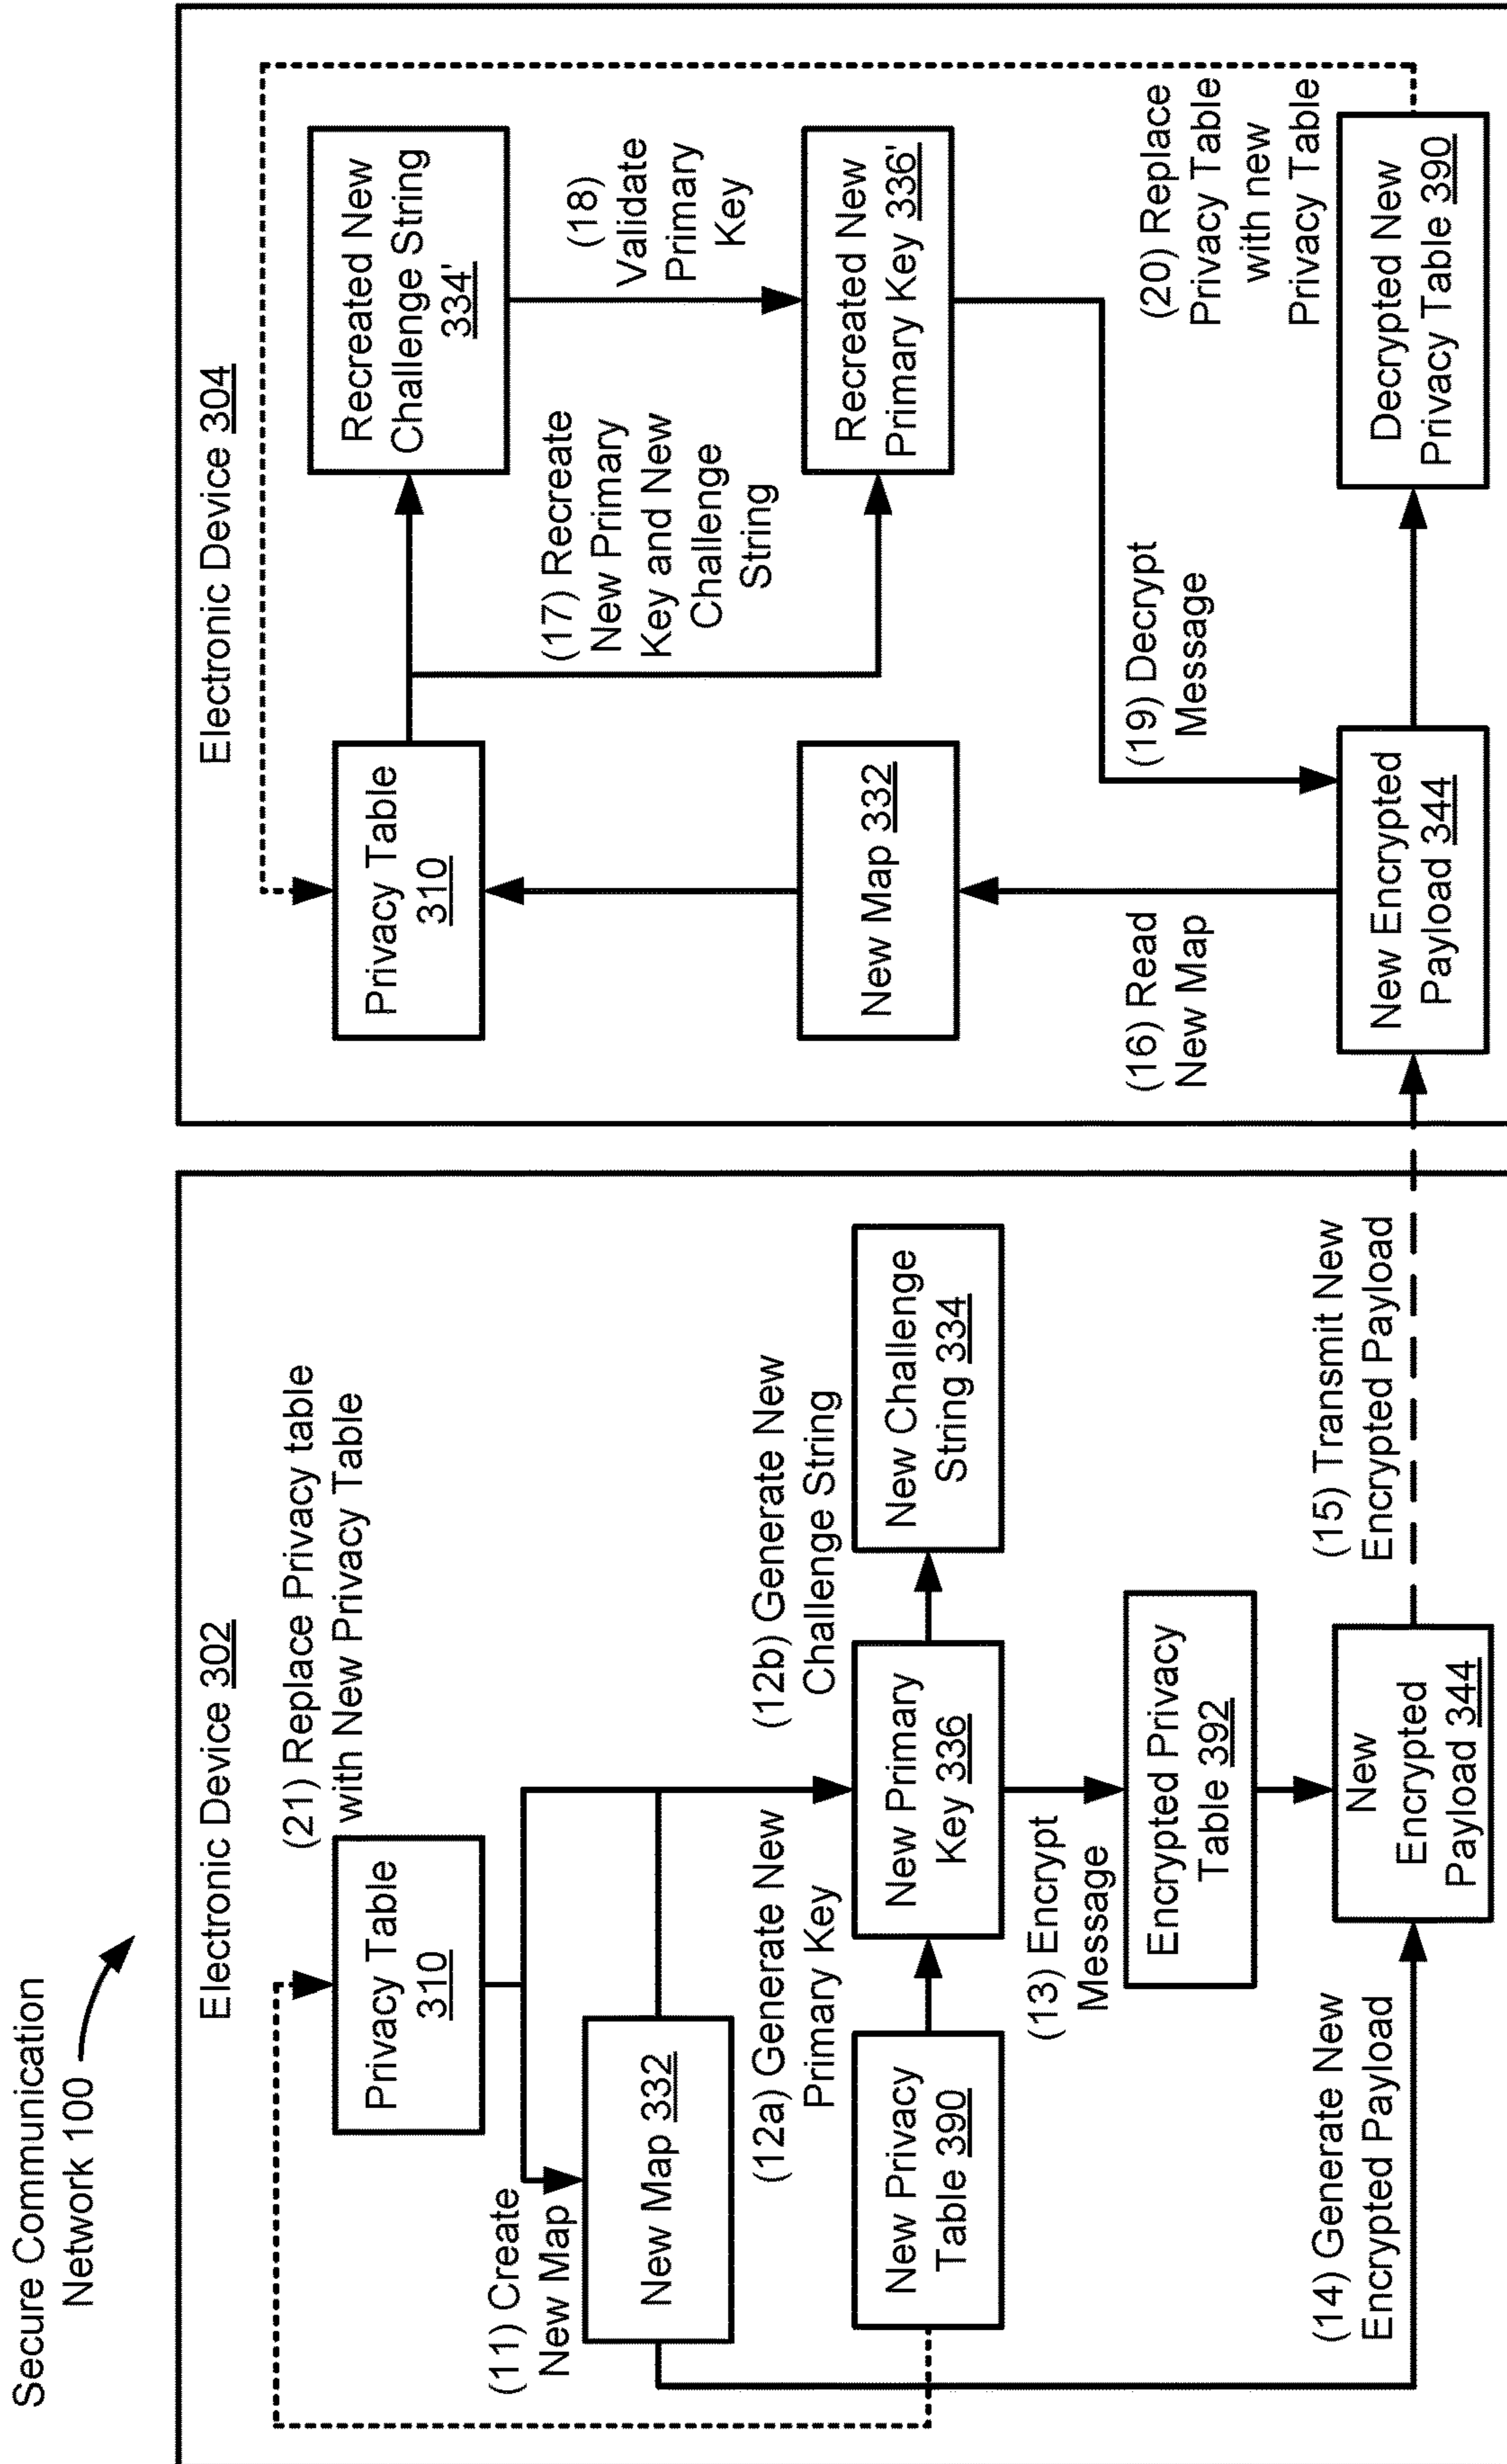 Secure Communication
Network 100
Electronic Device 302
(21) Replace Privacy table
with New Privacy Table
Privacy Table
310
(11) Create
New Map
New Map 332
(12a) Generate New
Primary Key
(12b) Generate New
Challenge String
New Privacy
Table 390
New Primary
Key 336
New Challenge
String 334
(13) Encrypt
Message
Encrypted Privacy
Table 392
(14) Generate New
Encrypted Payload
New
Encrypted
Payload 344
(15) Transmit New
Encrypted Payload
Electronic Device 304
Privacy Table
310
Recreated New
Challenge String
334'
(17) Recreate
New Primary
Key and New
Challenge
String
(18)
Validate
Primary
Key
New Map 332
Recreated New
Primary Key 336'
(16) Read
New Map
(19) Decrypt
Message
(20) Replace
Privacy Table
with new
Privacy Table
New Encrypted
Payload 344
Decrypted New
Privacy Table 390